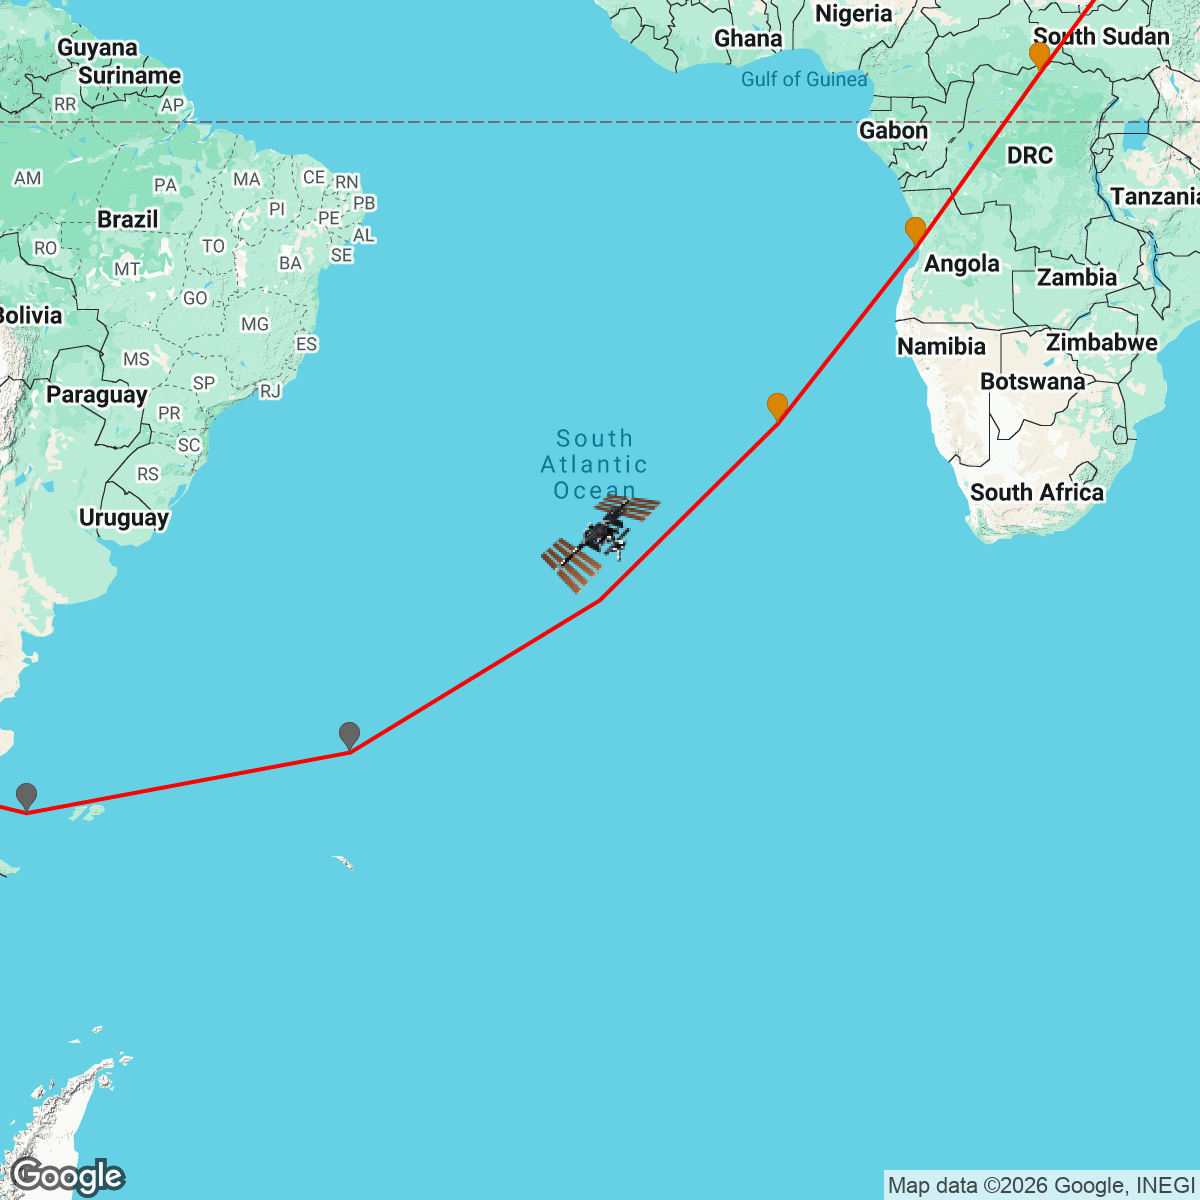 Nigeria
South Sudan
Ghana
Guyana
Suriname
Gulf of Guinea
RR
AP
Gabon
DRC
AM
PA
MA
CE
RN
PI
PB
PE
Brazil
Tanzania
AL
TO
RO
SE
BA
MT
Angola
Zambia
GO
Bolivia
MG
ES
Namibia
Zimbabwe
MS
Botswana
SP
RJ
Paraguay
PR
SC
South
Atlantic
Ocean
RS
South Africa
Uruguay
Google
Map data ©2026 Google, INEGI